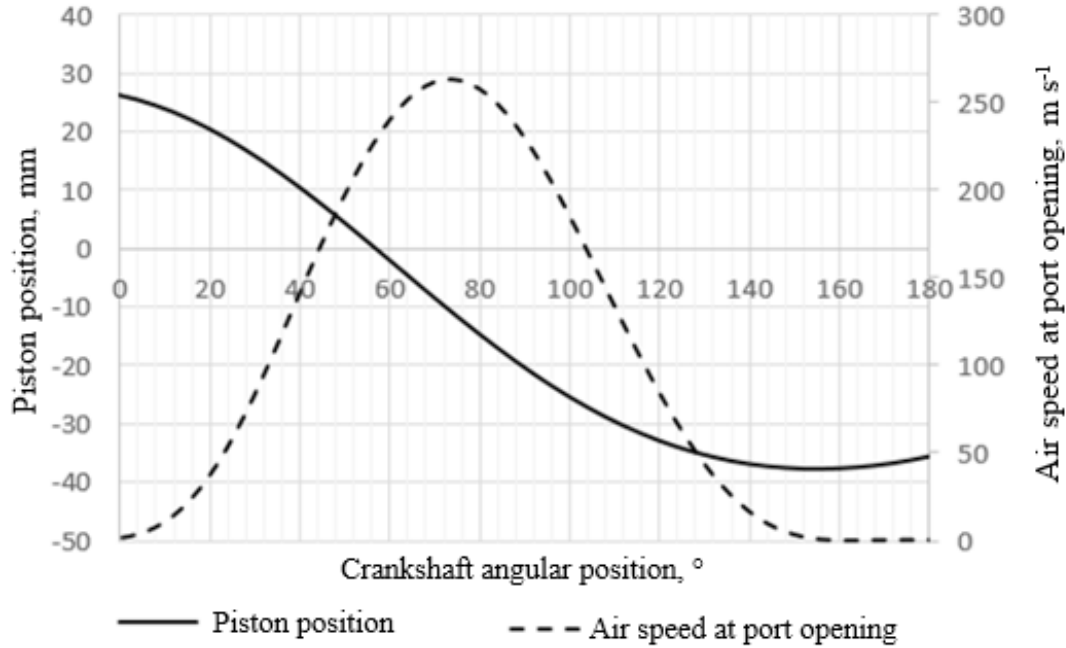 40
30
20
10
0
-10
-20
-30
-40
-50
Piston position, mm
0 20 40 60 80 100 120 140 160 180
300
250
200
150
100
50
0
Air speed at port opening, m s⁻¹
Crankshaft angular position, °
Piston position
Air speed at port opening